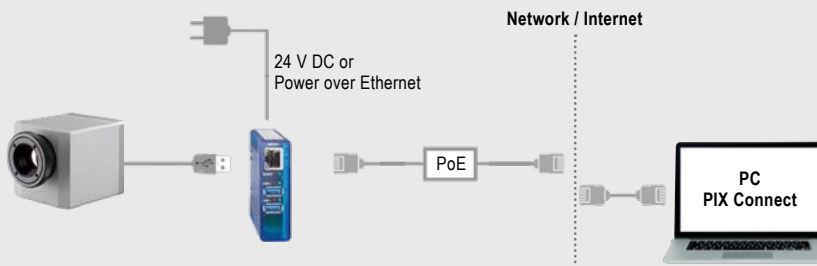 Network / Internet
24 V DC or
Power over Ethernet
PoE
PC
PIX Connect